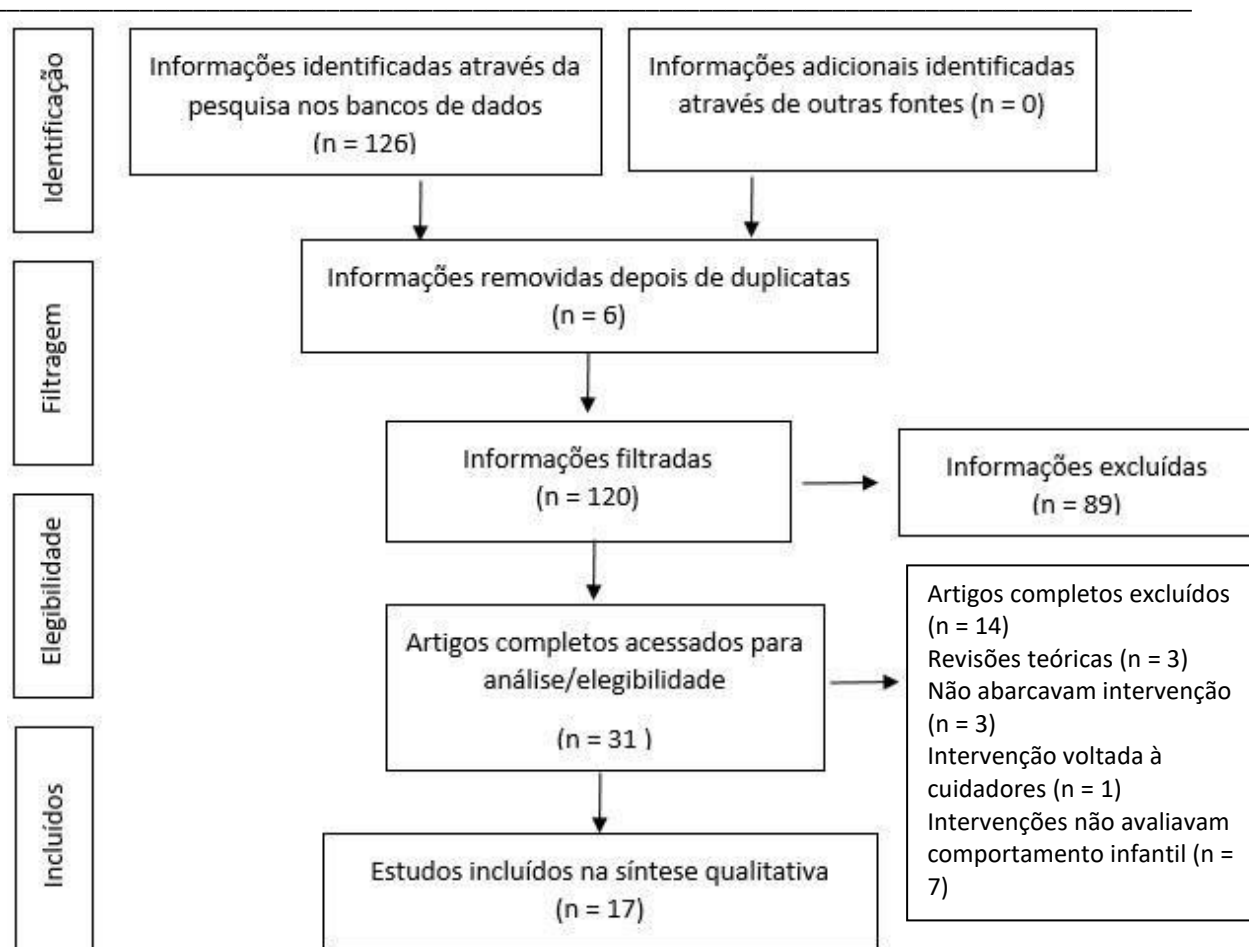 Identificação
Informações identificadas através da
pesquisa nos bancos de dados
(n = 126)
Informações adicionais identificadas
através de outras fontes (n = 0)
Filtragem
Informações removidas depois de duplicatas
(n = 6)
Informações filtradas
(n = 120)
Informações excluídas
(n = 89)
Elegibilidade
Artigos completos acessados para
análise/elegibilidade
(n = 31 )
Artigos completos excluídos
(n = 14)
Revisões teóricas (n = 3)
Não abarcavam intervenção
(n = 3)
Intervenção voltada à
cuidadores (n = 1)
Intervenções não avaliavam
comportamento infantil (n =
7)
Incluídos
Estudos incluídos na síntese qualitativa
(n = 17)